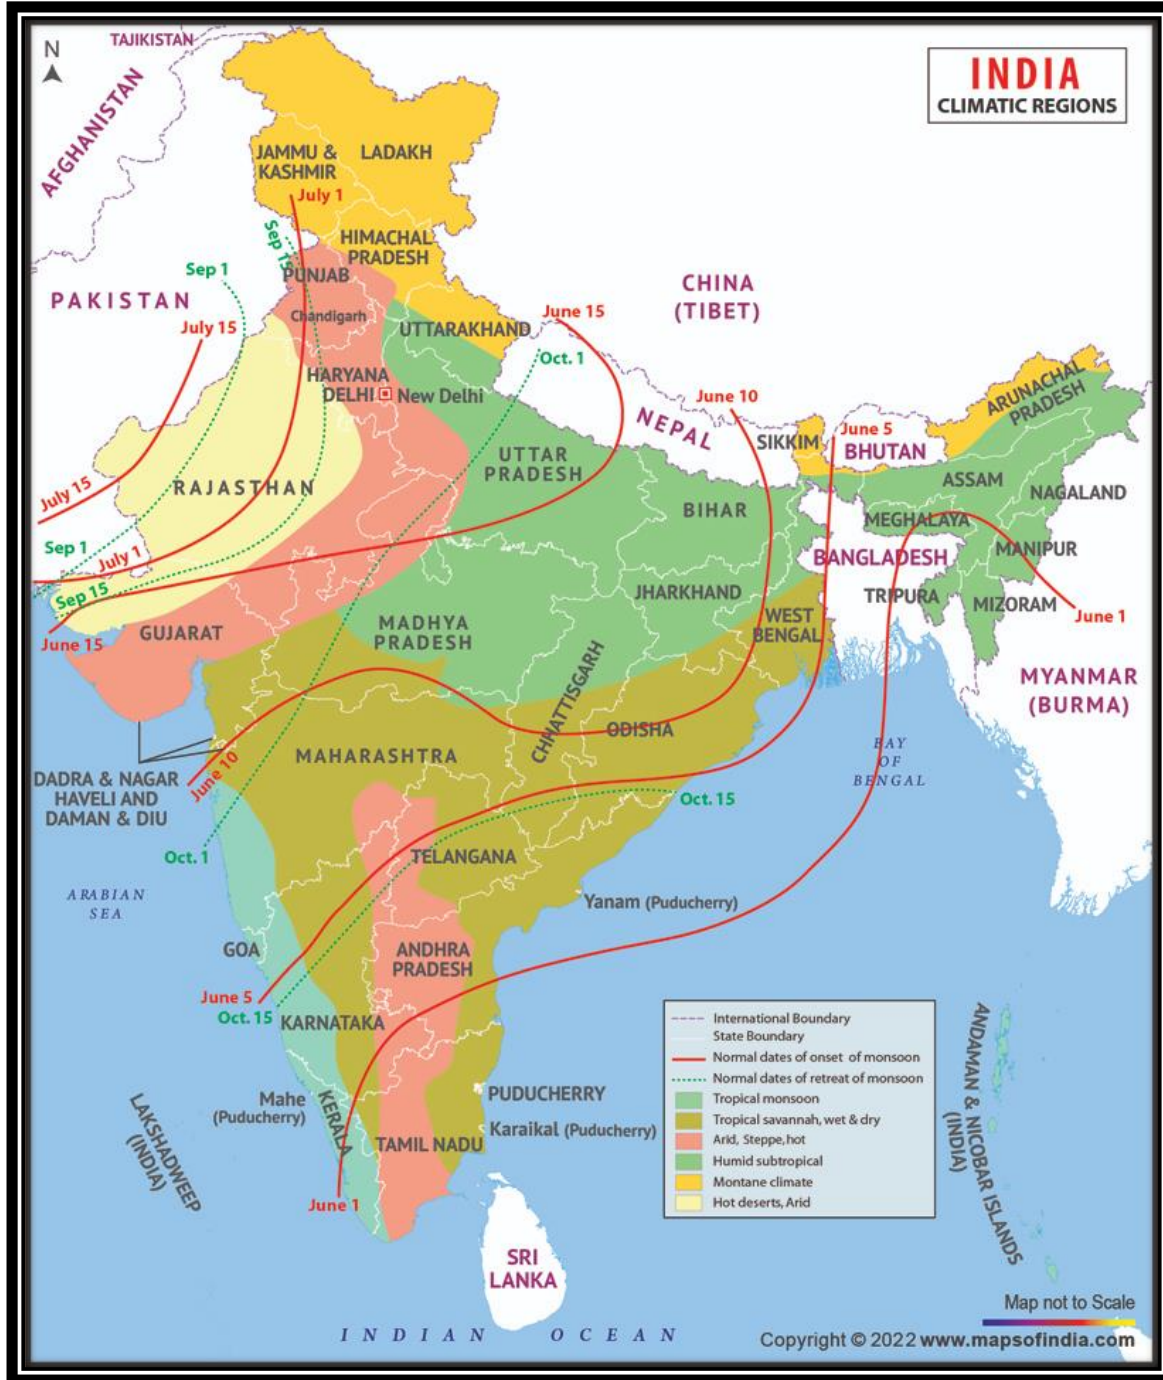 TAJIKISTAN
N
AFGHANISTAN
INDIA
CLIMATIC REGIONS
JAMMU &
KASHMIR
LADAKH
July 1
Sep 15
HIMACHAL
PRADESH
Sep 1
PUNJAB
PAKISTAN
CHINA
(TIBET)
July 15
Chandigarh
UTTARAKHAND
June 15
Oct. 1
HARYANA
DELHI
New Delhi
NEPAL
June 10
SIKKIM
June 5
BHUTAN
ARUNACHAL
PRADESH
UTTAR
PRADESH
RAJASTHAN
July 15
ASSAM
NAGALAND
BIHAR
MEGHALAYA
Sep 1
July 1
BANGLADESH
MANIPUR
Sep 15
JHARKHAND
TRIPURA
MIZORAM
June 1
June 15
GUJARAT
MADHYA
PRADESH
WEST
BENGAL
MYANMAR
(BURMA)
CHHATTISGARH
ODISHA
MAHARASHTRA
BAY
OF
BENGAL
DADRA & NAGAR
HAVELI AND
DAMAN & DIU
June 10
Oct. 15
Oct. 1
TELANGANA
ARABIAN
SEA
Yanam (Puducherry)
GOA
ANDHRA
PRADESH
June 5
Oct. 15
KARNATAKA
International Boundary
State Boundary
Normal dates of onset of monsoon
Normal dates of retreat of monsoon
Tropical monsoon
Tropical savannah, wet & dry
Arid, Steppe, hot
Humid subtropical
Montane climate
Hot deserts, Arid
ANDAMAN & NICOBAR ISLANDS
(INDIA)
LAKSHADWEEP
(INDIA)
Mahe
(Puducherry)
KERALA
PUDUCHERRY
Karaikal (Puducherry)
TAMIL NADU
June 1
SRI
LANKA
INDIAN OCEAN
Map not to Scale
Copyright © 2022 www.mapsofindia.com